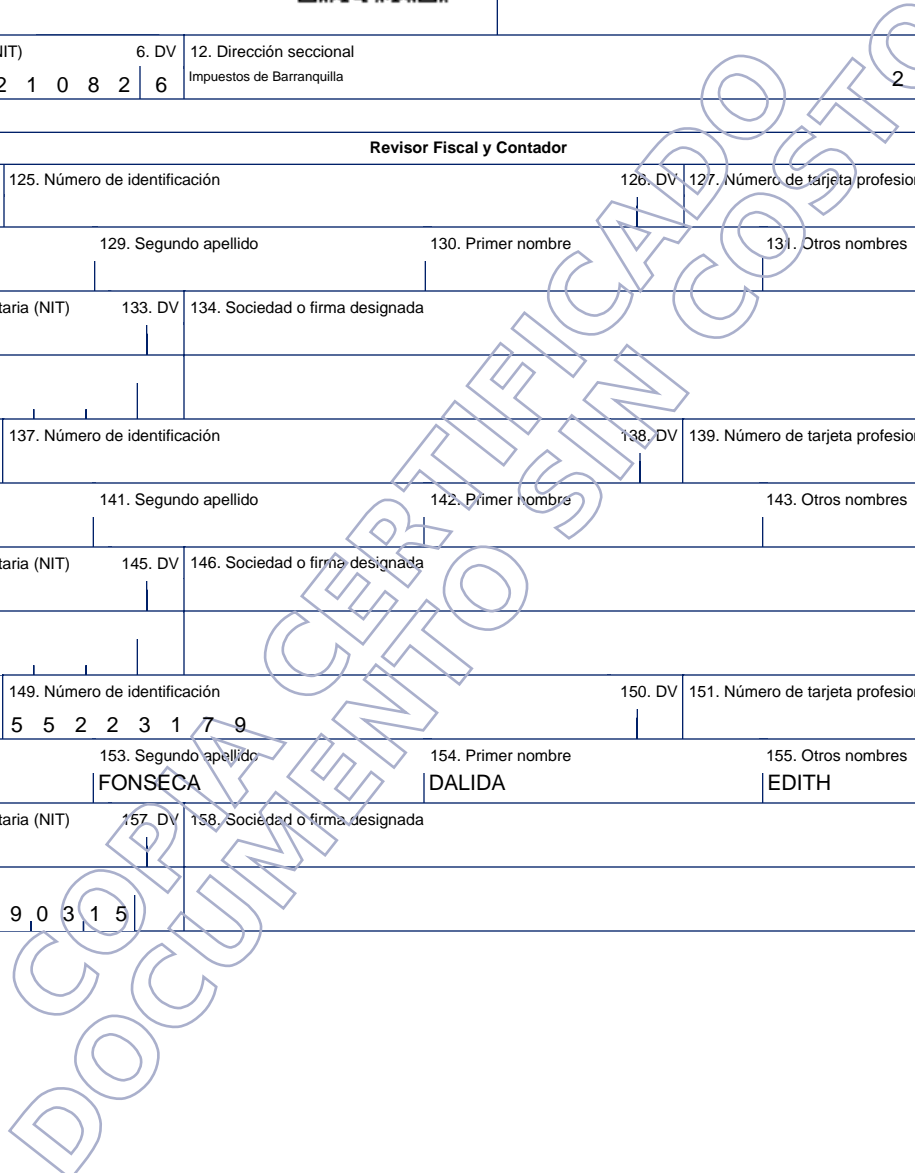 NIT) 6. DV 12. Dirección seccional
2 1 0 8 2 6 Impuestos de Barranquilla 2
Revisor Fiscal y Contador
125. Número de identificación 126. DV 127. Número de tarjeta profesion
129. Segundo apellido 130. Primer nombre 131. Otros nombres
taria (NIT) 133. DV 134. Sociedad o firma designada
137. Número de identificación 138. DV 139. Número de tarjeta profesion
141. Segundo apellido 142. Primer nombre 143. Otros nombres
taria (NIT) 145. DV 146. Sociedad o firma designada
149. Número de identificación 150. DV 151. Número de tarjeta profesion
5 5 2 2 3 1 7 9
153. Segundo apellido 154. Primer nombre 155. Otros nombres
FONSECA DALIDA EDITH
taria (NIT) 157. DV 158. Sociedad o firma designada
9 0 3 1 5
COPIA CERTIFICADO
DOCUMENTO SIN COSTO